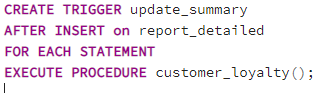 CREATE TRIGGER update_summary
AFTER INSERT on report_detailed
FOR EACH STATEMENT
EXECUTE PROCEDURE customer_loyalty();